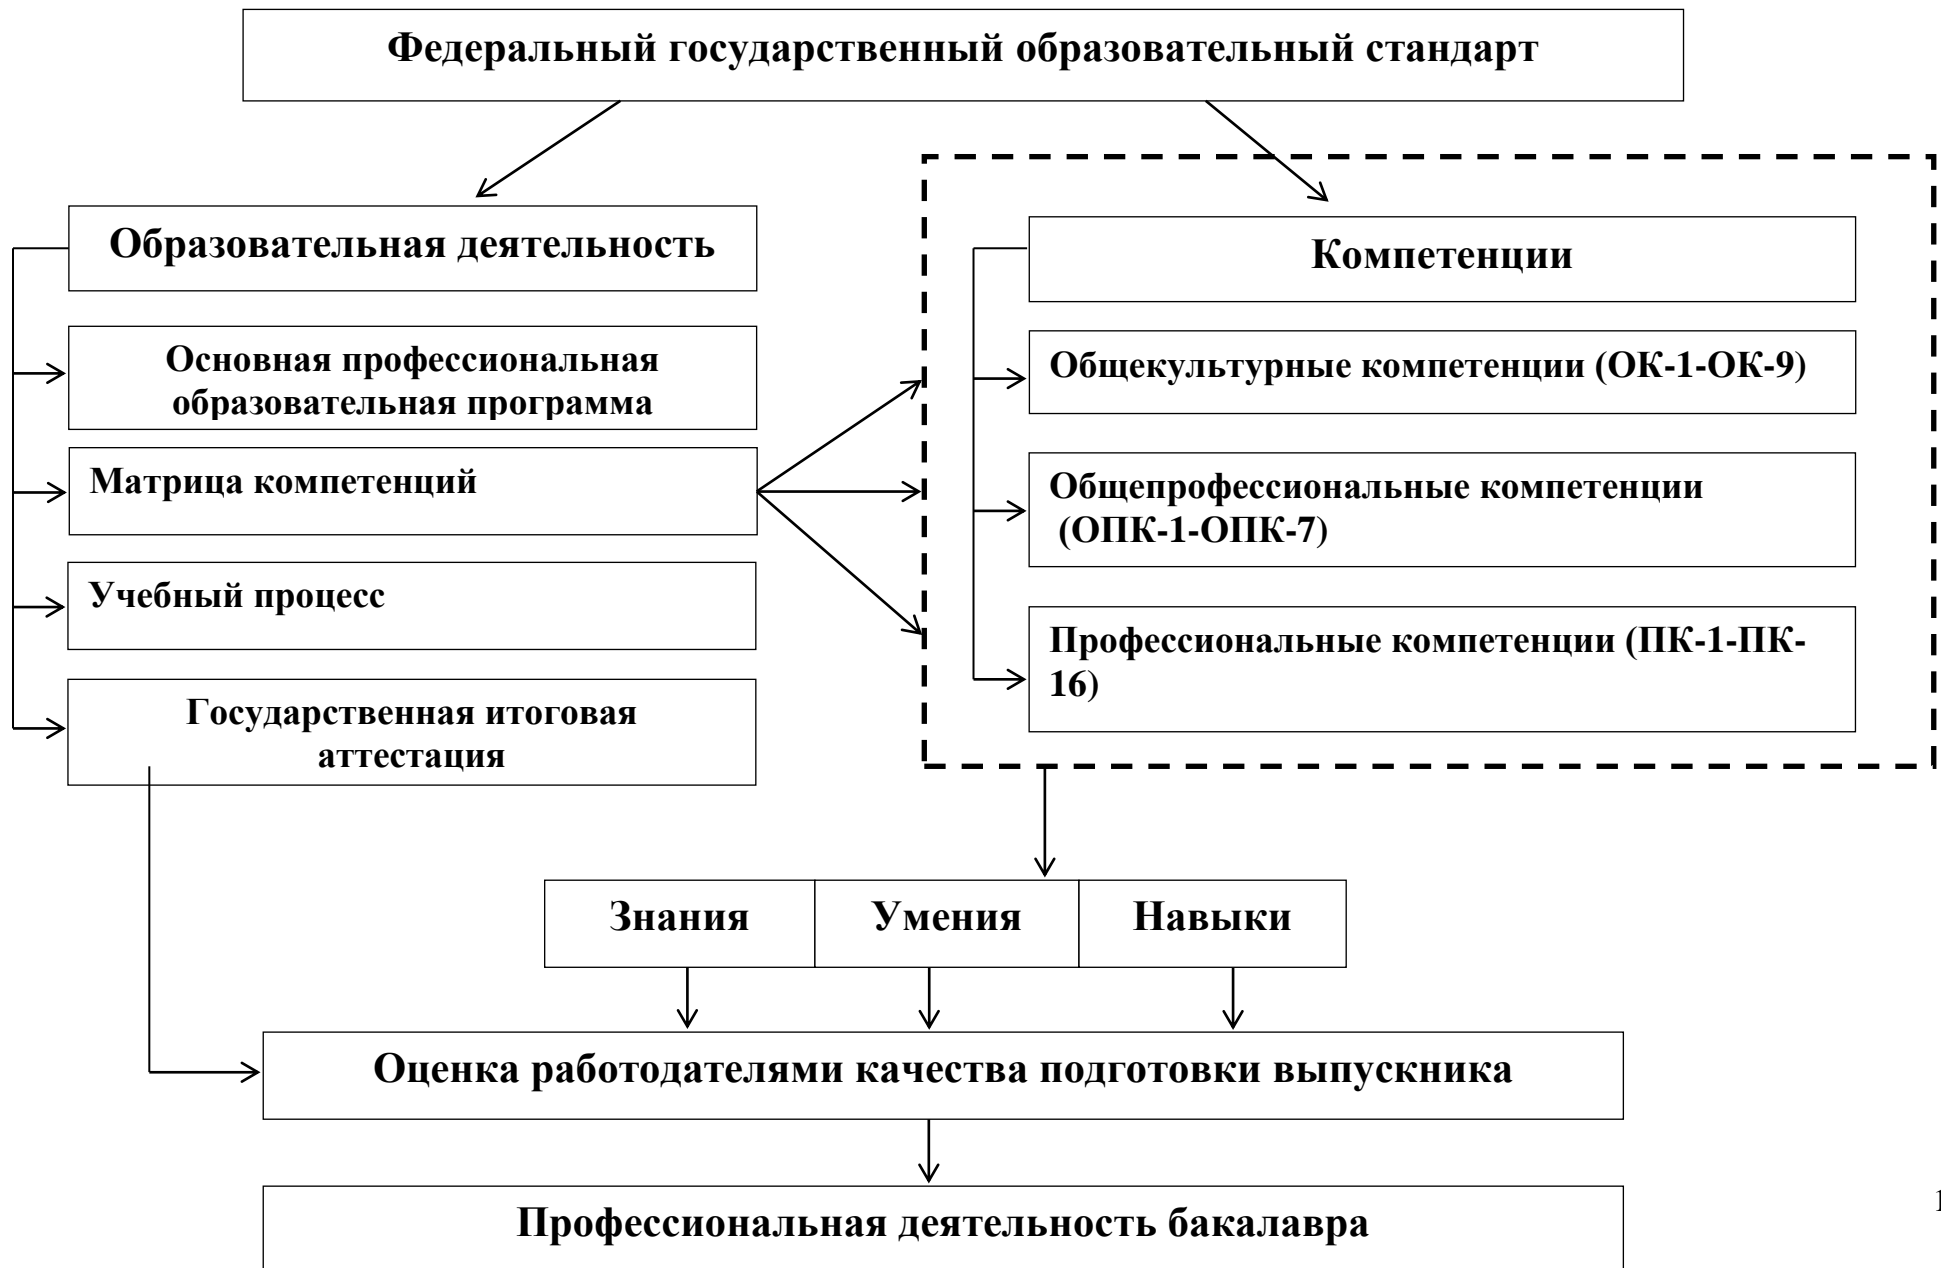 Федеральный государственный образовательный стандарт
Образовательная деятельность
Основная профессиональная
образовательная программа
Матрица компетенций
Учебный процесс
Государственная итоговая
аттестация
Компетенции
Общекультурные компетенции (ОК-1-ОК-9)
Общепрофессиональные компетенции
(ОПК-1-ОПК-7)
Профессиональные компетенции (ПК-1-ПК-
16)
Знания
Умения
Навыки
Оценка работодателями качества подготовки выпускника
Профессиональная деятельность бакалавра
1